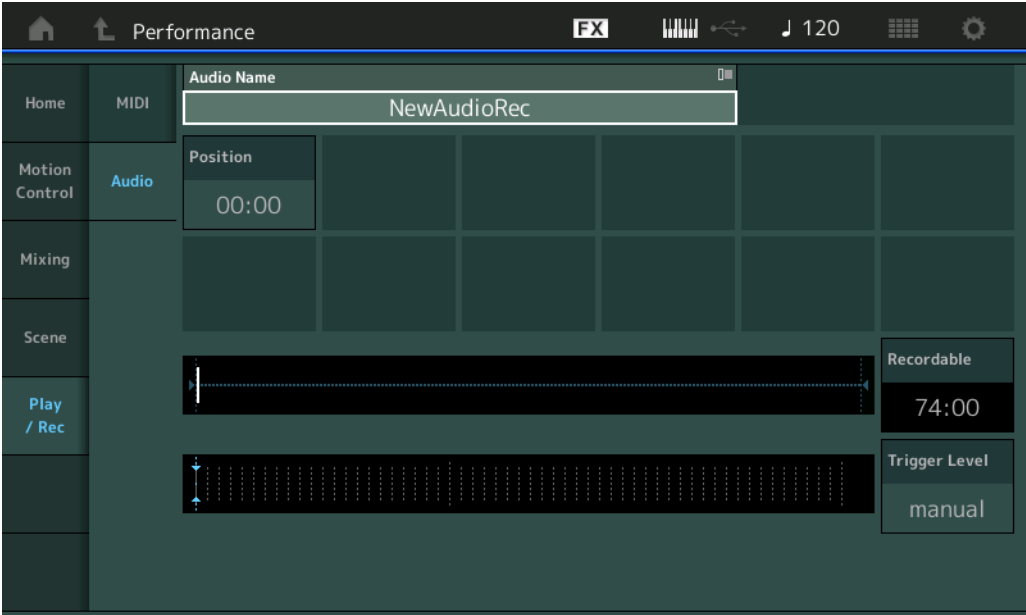 Performance
FX
120
Home
MIDI
Audio Name
NewAudioRec
Motion
Control
Audio
Position
00:00
Mixing
Scene
Play
/ Rec
Recordable
74:00
Trigger Level
manual